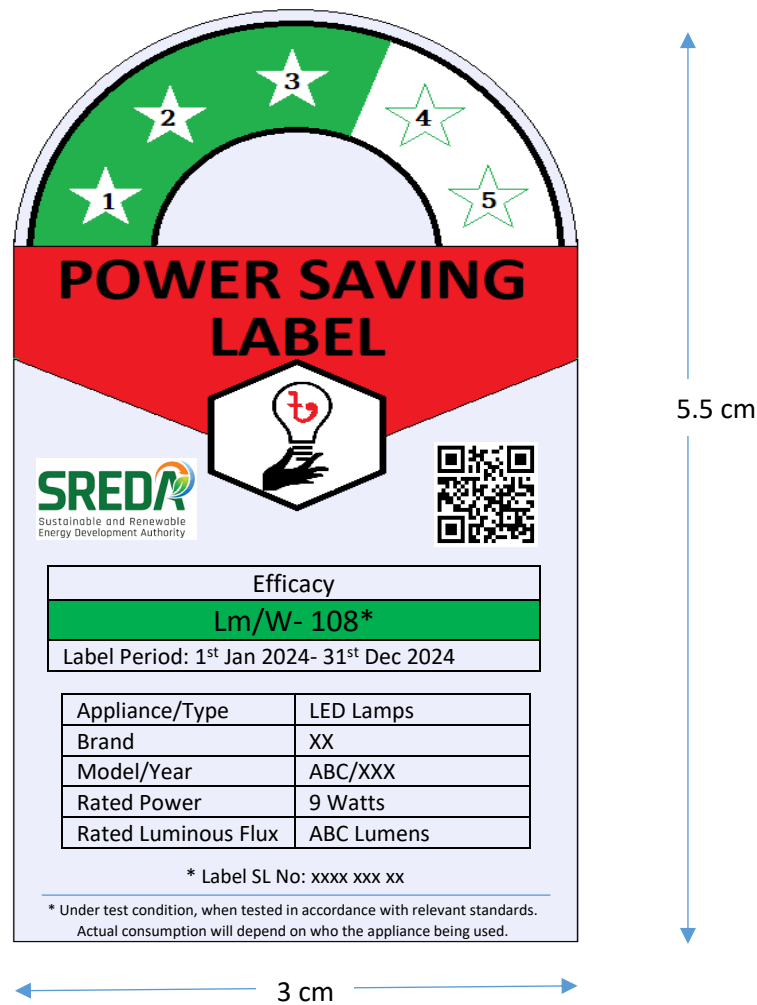 1
2
3
4
5
POWER SAVING
LABEL
৳
5.5 cm
SREDA
Sustainable and Renewable
Energy Development Authority
Efficacy
Lm/W- 108*
Label Period: 1st Jan 2024- 31st Dec 2024
Appliance/Type LED Lamps
Brand XX
Model/Year ABC/XXX
Rated Power 9 Watts
Rated Luminous Flux ABC Lumens
* Label SL No: xxxx xxx xx
* Under test condition, when tested in accordance with relevant standards.
Actual consumption will depend on who the appliance being used.
3 cm